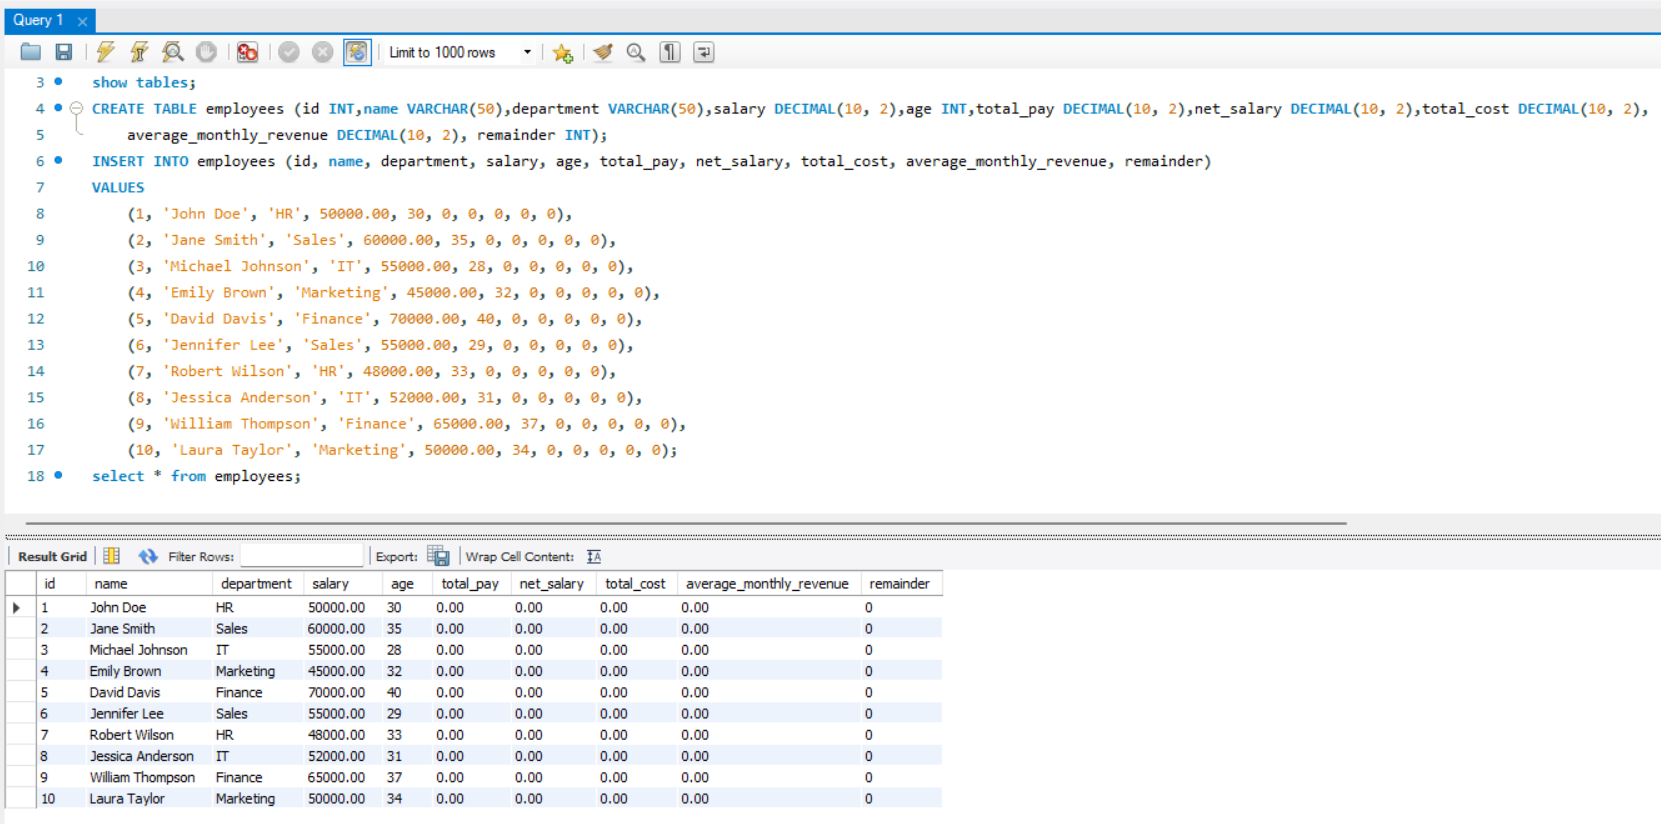 Query 1
Limit to 1000 rows
3 show tables;
4 CREATE TABLE employees (id INT,name VARCHAR(50),department VARCHAR(50),salary DECIMAL(10, 2),age INT,total_pay DECIMAL(10, 2),net_salary DECIMAL(10, 2),total_cost DECIMAL(10, 2),
5 average_monthly_revenue DECIMAL(10, 2), remainder INT);
6 INSERT INTO employees (id, name, department, salary, age, total_pay, net_salary, total_cost, average_monthly_revenue, remainder)
7 VALUES
8 (1, 'John Doe', 'HR', 50000.00, 30, 0, 0, 0, 0, 0),
9 (2, 'Jane Smith', 'Sales', 60000.00, 35, 0, 0, 0, 0, 0),
10 (3, 'Michael Johnson', 'IT', 55000.00, 28, 0, 0, 0, 0, 0),
11 (4, 'Emily Brown', 'Marketing', 45000.00, 32, 0, 0, 0, 0, 0),
12 (5, 'David Davis', 'Finance', 70000.00, 40, 0, 0, 0, 0, 0),
13 (6, 'Jennifer Lee', 'Sales', 55000.00, 29, 0, 0, 0, 0, 0),
14 (7, 'Robert Wilson', 'HR', 48000.00, 33, 0, 0, 0, 0, 0),
15 (8, 'Jessica Anderson', 'IT', 52000.00, 31, 0, 0, 0, 0, 0),
16 (9, 'William Thompson', 'Finance', 65000.00, 37, 0, 0, 0, 0, 0),
17 (10, 'Laura Taylor', 'Marketing', 50000.00, 34, 0, 0, 0, 0, 0);
18 select * from employees;
Result Grid Filter Rows: Export: Wrap Cell Content:
id name department salary age total_pay net_salary total_cost average_monthly_revenue remainder
1 John Doe HR 50000.00 30 0.00 0.00 0.00 0.00 0
2 Jane Smith Sales 60000.00 35 0.00 0.00 0.00 0.00 0
3 Michael Johnson IT 55000.00 28 0.00 0.00 0.00 0.00 0
4 Emily Brown Marketing 45000.00 32 0.00 0.00 0.00 0.00 0
5 David Davis Finance 70000.00 40 0.00 0.00 0.00 0.00 0
6 Jennifer Lee Sales 55000.00 29 0.00 0.00 0.00 0.00 0
7 Robert Wilson HR 48000.00 33 0.00 0.00 0.00 0.00 0
8 Jessica Anderson IT 52000.00 31 0.00 0.00 0.00 0.00 0
9 William Thompson Finance 65000.00 37 0.00 0.00 0.00 0.00 0
10 Laura Taylor Marketing 50000.00 34 0.00 0.00 0.00 0.00 0